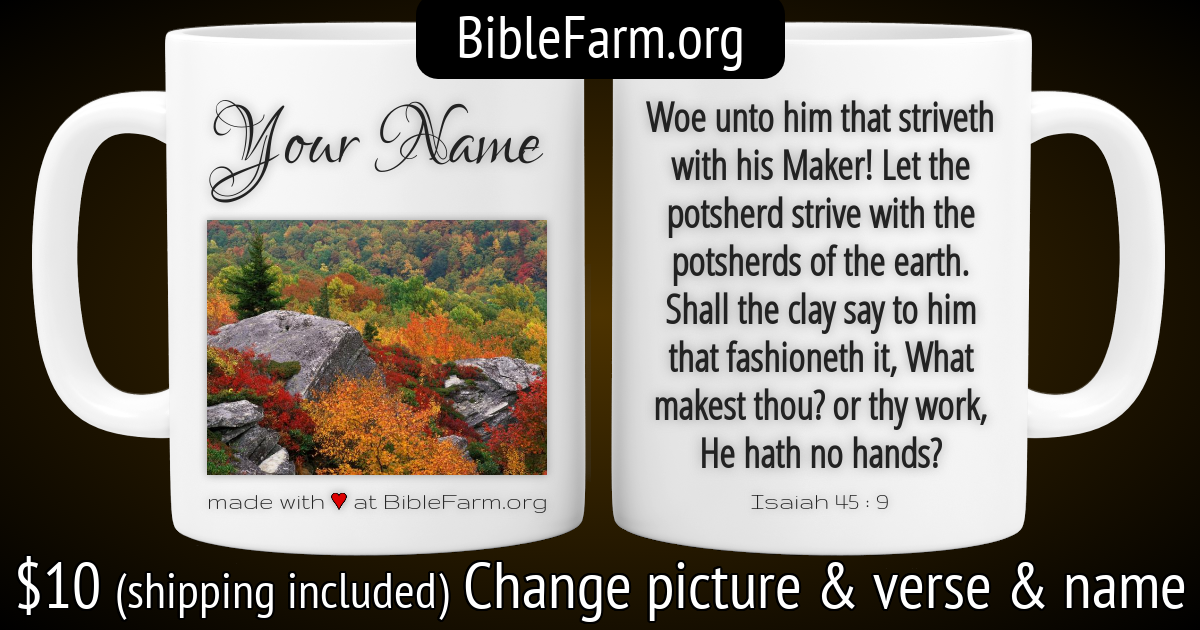 BibleFarm.org
Your Name
made with ♥ at BibleFarm.org
Woe unto him that striveth
with his Maker! Let the
potsherd strive with the
potsherds of the earth.
Shall the clay say to him
that fashioneth it, What
makest thou? or thy work,
He hath no hands?
Isaiah 45 : 9
$10 (shipping included) Change picture & verse & name